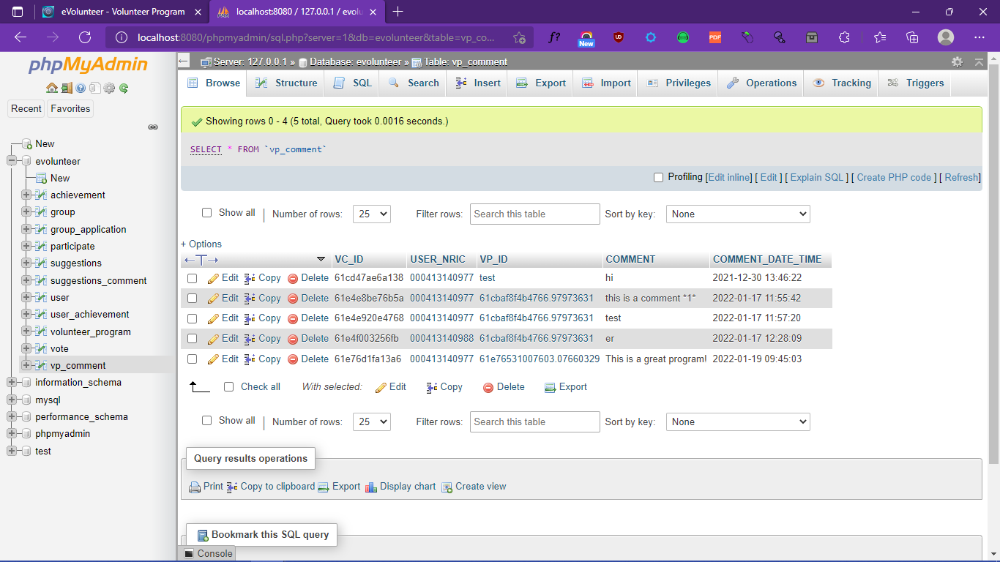 eVolunteer - Volunteer Program
localhost:8080 / 127.0.0.1 / evolu
localhost:8080/phpmyadmin/sql.php?server=1&db=evolunteer&table=vp_co...
f? New UD PDF
phpMyAdmin
Recent Favorites
New
evolunteer
New
achievement
group
group_application
participate
suggestions
suggestions_comment
user
user_achievement
volunteer_program
vote
vp_comment
information_schema
mysql
performance_schema
phpmyadmin
test
Server: 127.0.0.1 » Database: evolunteer » Table: vp_comment
Browse Structure SQL Search Insert Export Import Privileges Operations Tracking Triggers
Showing rows 0 - 4 (5 total, Query took 0.0016 seconds.)
SELECT * FROM `vp_comment`
Profiling [Edit inline] [ Edit ] [ Explain SQL ] [ Create PHP code ] [ Refresh]
Show all | Number of rows: 25 Filter rows: Search this table Sort by key: None
+ Options
←T→ VC_ID USER_NRIC VP_ID COMMENT COMMENT_DATE_TIME
Edit Copy Delete 61cd47ae6a138 000413140977 test hi 2021-12-30 13:46:22
Edit Copy Delete 61e4e8be76b5a 000413140977 61cbaf8f4b4766.97973631 this is a comment *1* 2022-01-17 11:55:42
Edit Copy Delete 61e4e920e4768 000413140977 61cbaf8f4b4766.97973631 test 2022-01-17 11:57:20
Edit Copy Delete 61e4f003256fb 000413140988 61cbaf8f4b4766.97973631 er 2022-01-17 12:28:09
Edit Copy Delete 61e76d1fa13a6 000413140977 61e76531007603.07660329 This is a great program! 2022-01-19 09:45:03
Check all With selected: Edit Copy Delete Export
Show all | Number of rows: 25 Filter rows: Search this table Sort by key: None
Query results operations
Print Copy to clipboard Export Display chart Create view
Bookmark this SQL query
Console